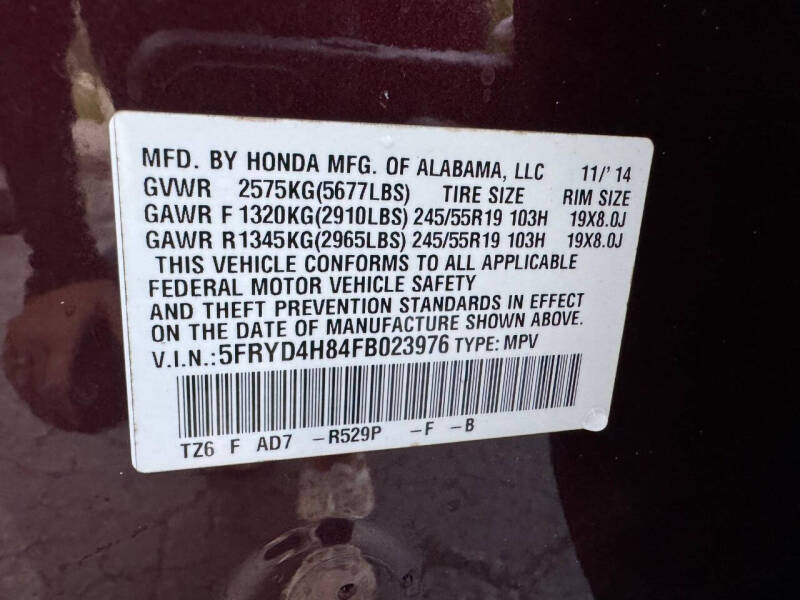 MFD. BY HONDA MFG. OF ALABAMA, LLC 11/' 14
GVWR 2575KG(5677LBS) TIRE SIZE RIM SIZE
GAWR F 1320KG(2910LBS) 245/55R19 103H 19X8.0J
GAWR R 1345KG(2965LBS) 245/55R19 103H 19X8.0J
THIS VEHICLE CONFORMS TO ALL APPLICABLE
FEDERAL MOTOR VEHICLE SAFETY
AND THEFT PREVENTION STANDARDS IN EFFECT
ON THE DATE OF MANUFACTURE SHOWN ABOVE.
V.I.N.: 5FRYD4H84FB023976 TYPE: MPV
TZ6 F AD7 -R529P -F -B